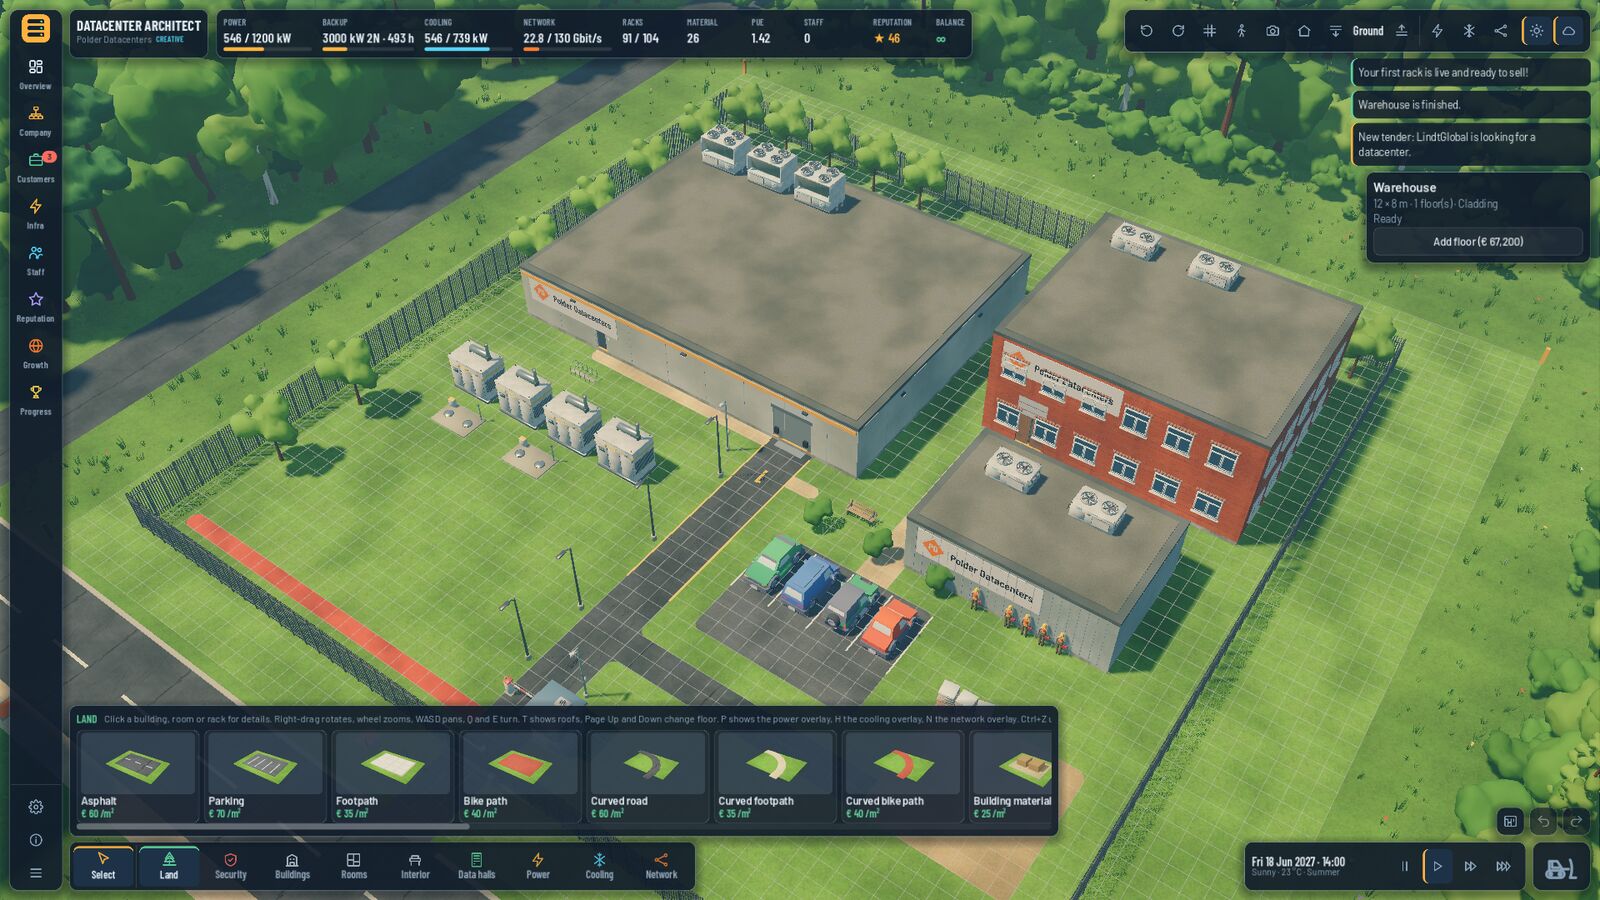 DATACENTER ARCHITECT
Polder Datacenters CREATIVE
POWER
546 / 1200 kW
BACKUP
3000 kW 2N · 493 h
COOLING
546 / 739 kW
NETWORK
22.8 / 130 Gbit/s
RACKS
91 / 104
MATERIAL
26
PUE
1.42
STAFF
0
REPUTATION
★ 46
BALANCE
∞
Ground
Overview
Company
3
Customers
Infra
Staff
Reputation
Growth
Progress
Your first rack is live and ready to sell!
Warehouse is finished.
New tender: LindtGlobal is looking for a
datacenter.
Warehouse
12 × 8 m · 1 floor(s) · Cladding
Ready
Add floor (€ 67,200)
Polder Datacenters
Polder Datacenters
PD Polder Datacenters
LAND Click a building, room or rack for details. Right-drag rotates, wheel zooms, WASD pans, Q and E turn. T shows roofs, Page Up and Down change floor. P shows the power overlay, H the cooling overlay, N the network overlay. Ctrl+Z
Asphalt
€ 60 /m²
Parking
€ 70 /m²
Footpath
€ 35 /m²
Bike path
€ 40 /m²
Curved road
€ 60 /m²
Curved footpath
€ 35 /m²
Curved bike path
€ 40 /m²
Building material
€ 25 /m²
Select
Land
Security
Buildings
Rooms
Interior
Data halls
Power
Cooling
Network
Fri 18 Jun 2027 · 14:00
Sunny · 23 °C · Summer